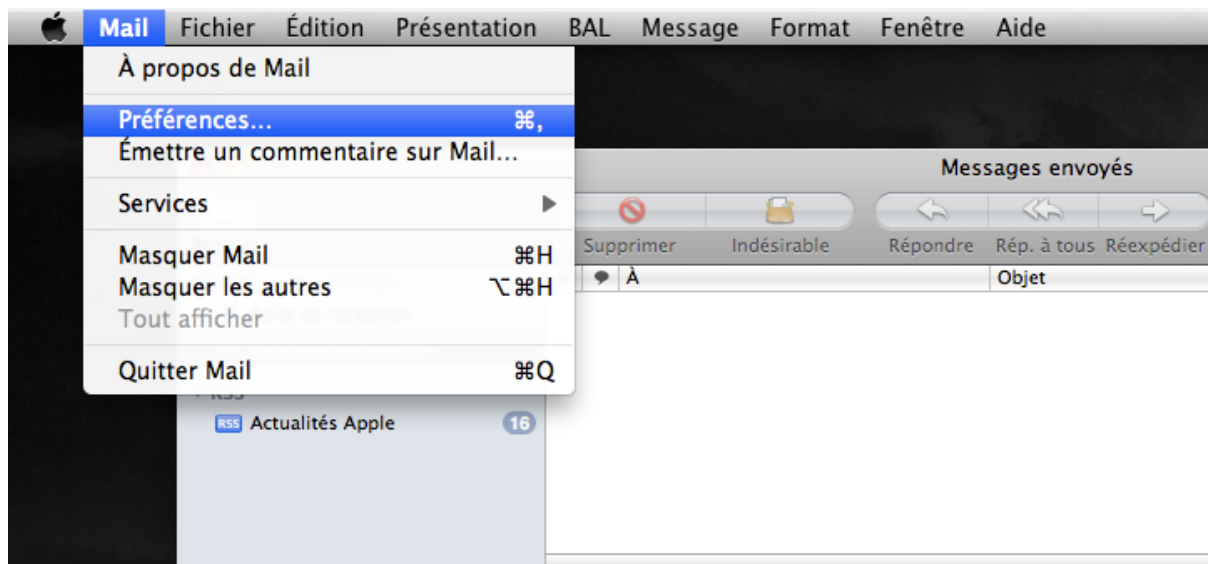 Mail Fichier Édition Présentation BAL Message Format Fenêtre Aide
À propos de Mail
Préférences... ⌘,
Émettre un commentaire sur Mail...
Services
Masquer Mail ⌘H
Masquer les autres ⌥⌘H
Tout afficher
Quitter Mail ⌘Q
Messages envoyés
Supprimer Indésirable Répondre Rép. à tous Réexpédier
À Objet
RSS
RSS Actualités Apple 16